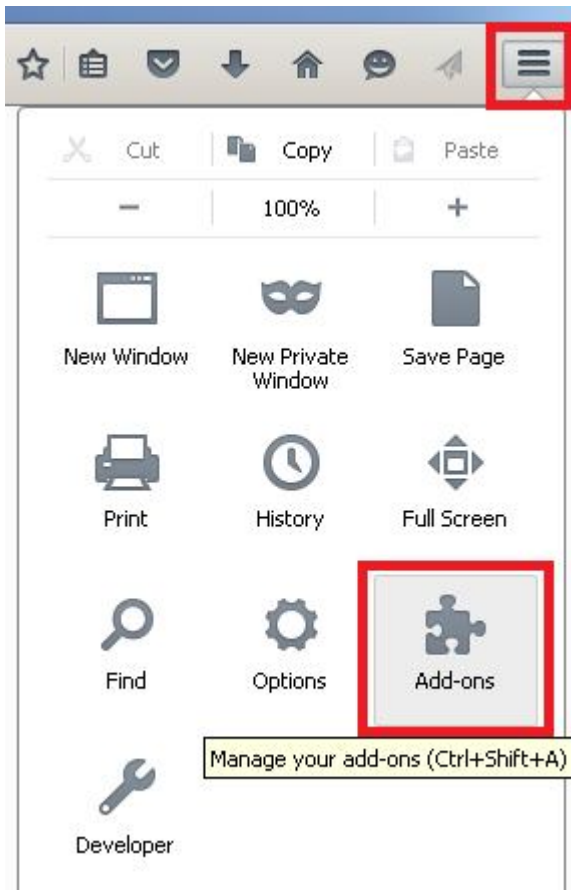 Cut Copy Paste
− 100% +
New Window New Private Window Save Page
Print History Full Screen
Find Options Add-ons
Manage your add-ons (Ctrl+Shift+A)
Developer